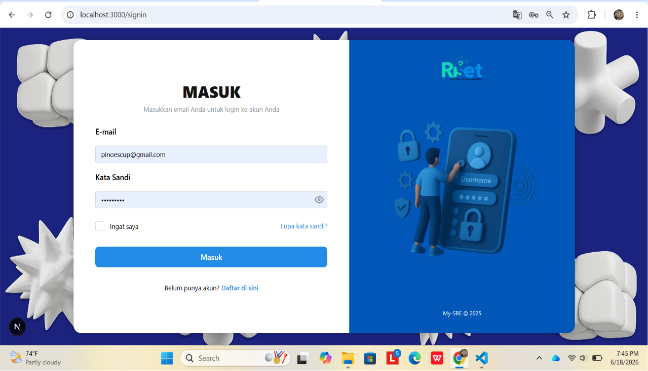 localhost:3000/signin
MASUK
Masukkan email Anda untuk login ke akun Anda
E-mail
pinoescup@gmail.com
Kata Sandi
•••••••••
Ingat saya
Lupa kata sandi?
Masuk
Belum punya akun? Daftar di sini
Riset
Username
*****
My-SRE © 2025
N
74°F
Partly cloudy
Search
L
5
W
7:45 PM
6/18/2026